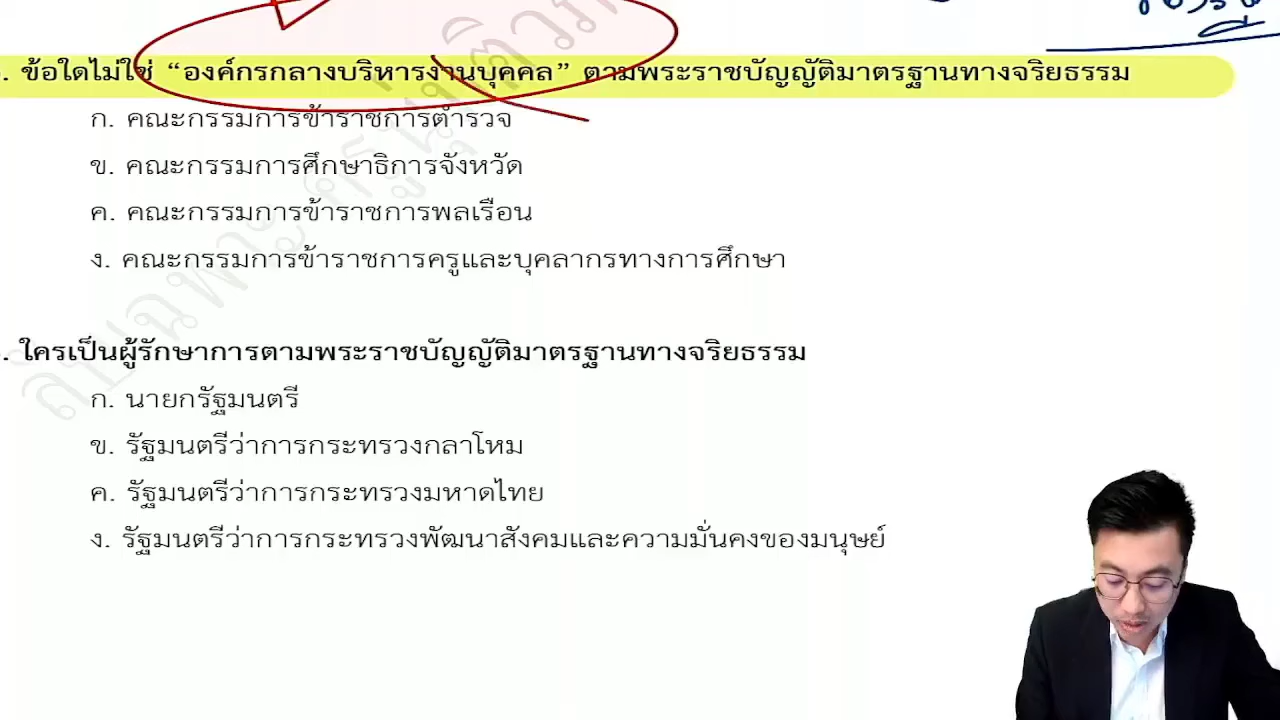 . ข้อใดไม่ใช่ “องค์กรกลางบริหารงานบุคคล” ตามพระราชบัญญัติมาตรฐานทางจริยธรรม
ก. คณะกรรมการข้าราชการตำรวจ
ข. คณะกรรมการศึกษาธิการจังหวัด
ค. คณะกรรมการข้าราชการพลเรือน
ง. คณะกรรมการข้าราชการครูและบุคลากรทางการศึกษา
. ใครเป็นผู้รักษาการตามพระราชบัญญัติมาตรฐานทางจริยธรรม
ก. นายกรัฐมนตรี
ข. รัฐมนตรีว่าการกระทรวงกลาโหม
ค. รัฐมนตรีว่าการกระทรวงมหาดไทย
ง. รัฐมนตรีว่าการกระทรวงพัฒนาสังคมและความมั่นคงของมนุษย์